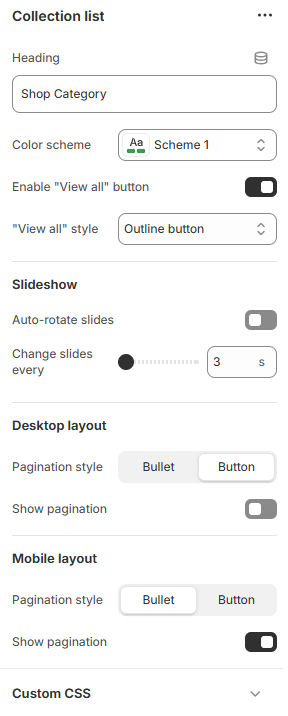 Collection list
Heading
Shop Category
Color scheme
Aa
Scheme 1
Enable "View all" button
"View all" style
Outline button
Slideshow
Auto-rotate slides
Change slides
every
3
s
Desktop layout
Pagination style
Bullet
Button
Show pagination
Mobile layout
Pagination style
Bullet
Button
Show pagination
Custom CSS